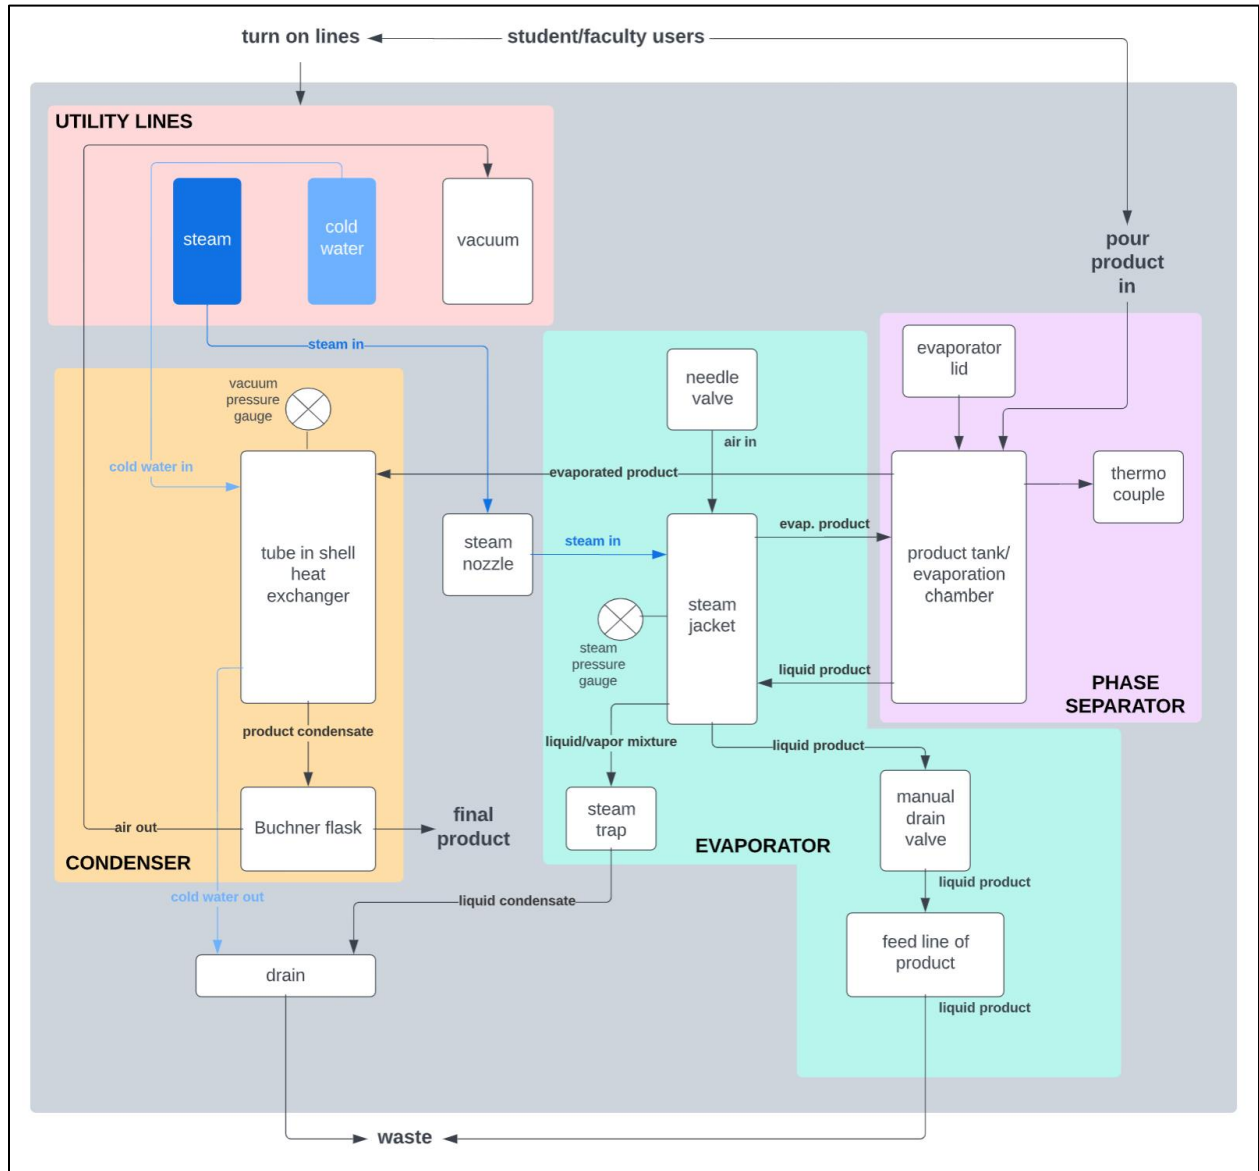 turn on lines
student/faculty users
UTILITY LINES
steam
cold
water
vacuum
pour
product
in
steam in
vacuum
pressure
gauge
cold water in
tube in shell
heat
exchanger
product condensate
Buchner flask
air out
CONDENSER
final
product
cold water out
drain
steam
nozzle
steam in
needle
valve
air in
evaporated product
evap. product
steam
jacket
steam
pressure
gauge
liquid product
liquid/vapor mixture
liquid product
steam
trap
EVAPORATOR
liquid condensate
manual
drain
valve
liquid product
feed line of
product
liquid product
evaporator
lid
thermo
couple
product tank/
evaporation
chamber
PHASE
SEPARATOR
waste